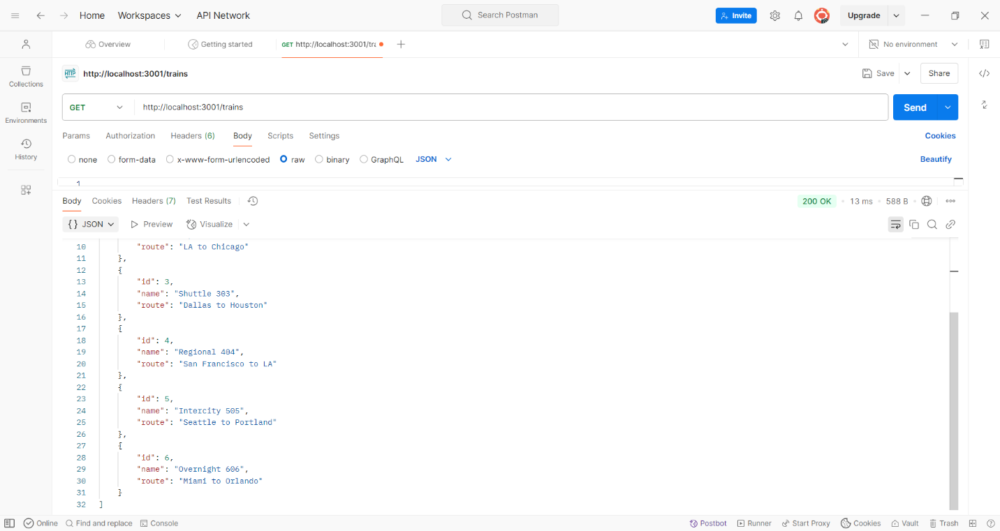 Home Workspaces API Network Search Postman Invite Upgrade
Overview Getting started GET http://localhost:3001/tra No environment
HTTP http://localhost:3001/trains Save Share
Collections
GET http://localhost:3001/trains Send
Environments
Params Authorization Headers (6) Body Scripts Settings Cookies
History
none form-data x-www-form-urlencoded raw binary GraphQL JSON Beautify
1
Body Cookies Headers (7) Test Results 200 OK 13 ms 588 B
{} JSON Preview Visualize
10 "route": "LA to Chicago"
11 },
12 {
13 "id": 3,
14 "name": "Shuttle 303",
15 "route": "Dallas to Houston"
16 },
17 {
18 "id": 4,
19 "name": "Regional 404",
20 "route": "San Francisco to LA"
21 },
22 {
23 "id": 5,
24 "name": "Intercity 505",
25 "route": "Seattle to Portland"
26 },
27 {
28 "id": 6,
29 "name": "Overnight 606",
30 "route": "Miami to Orlando"
31 }
32 ]
Online Find and replace Console Postbot Runner Start Proxy Cookies Vault Trash